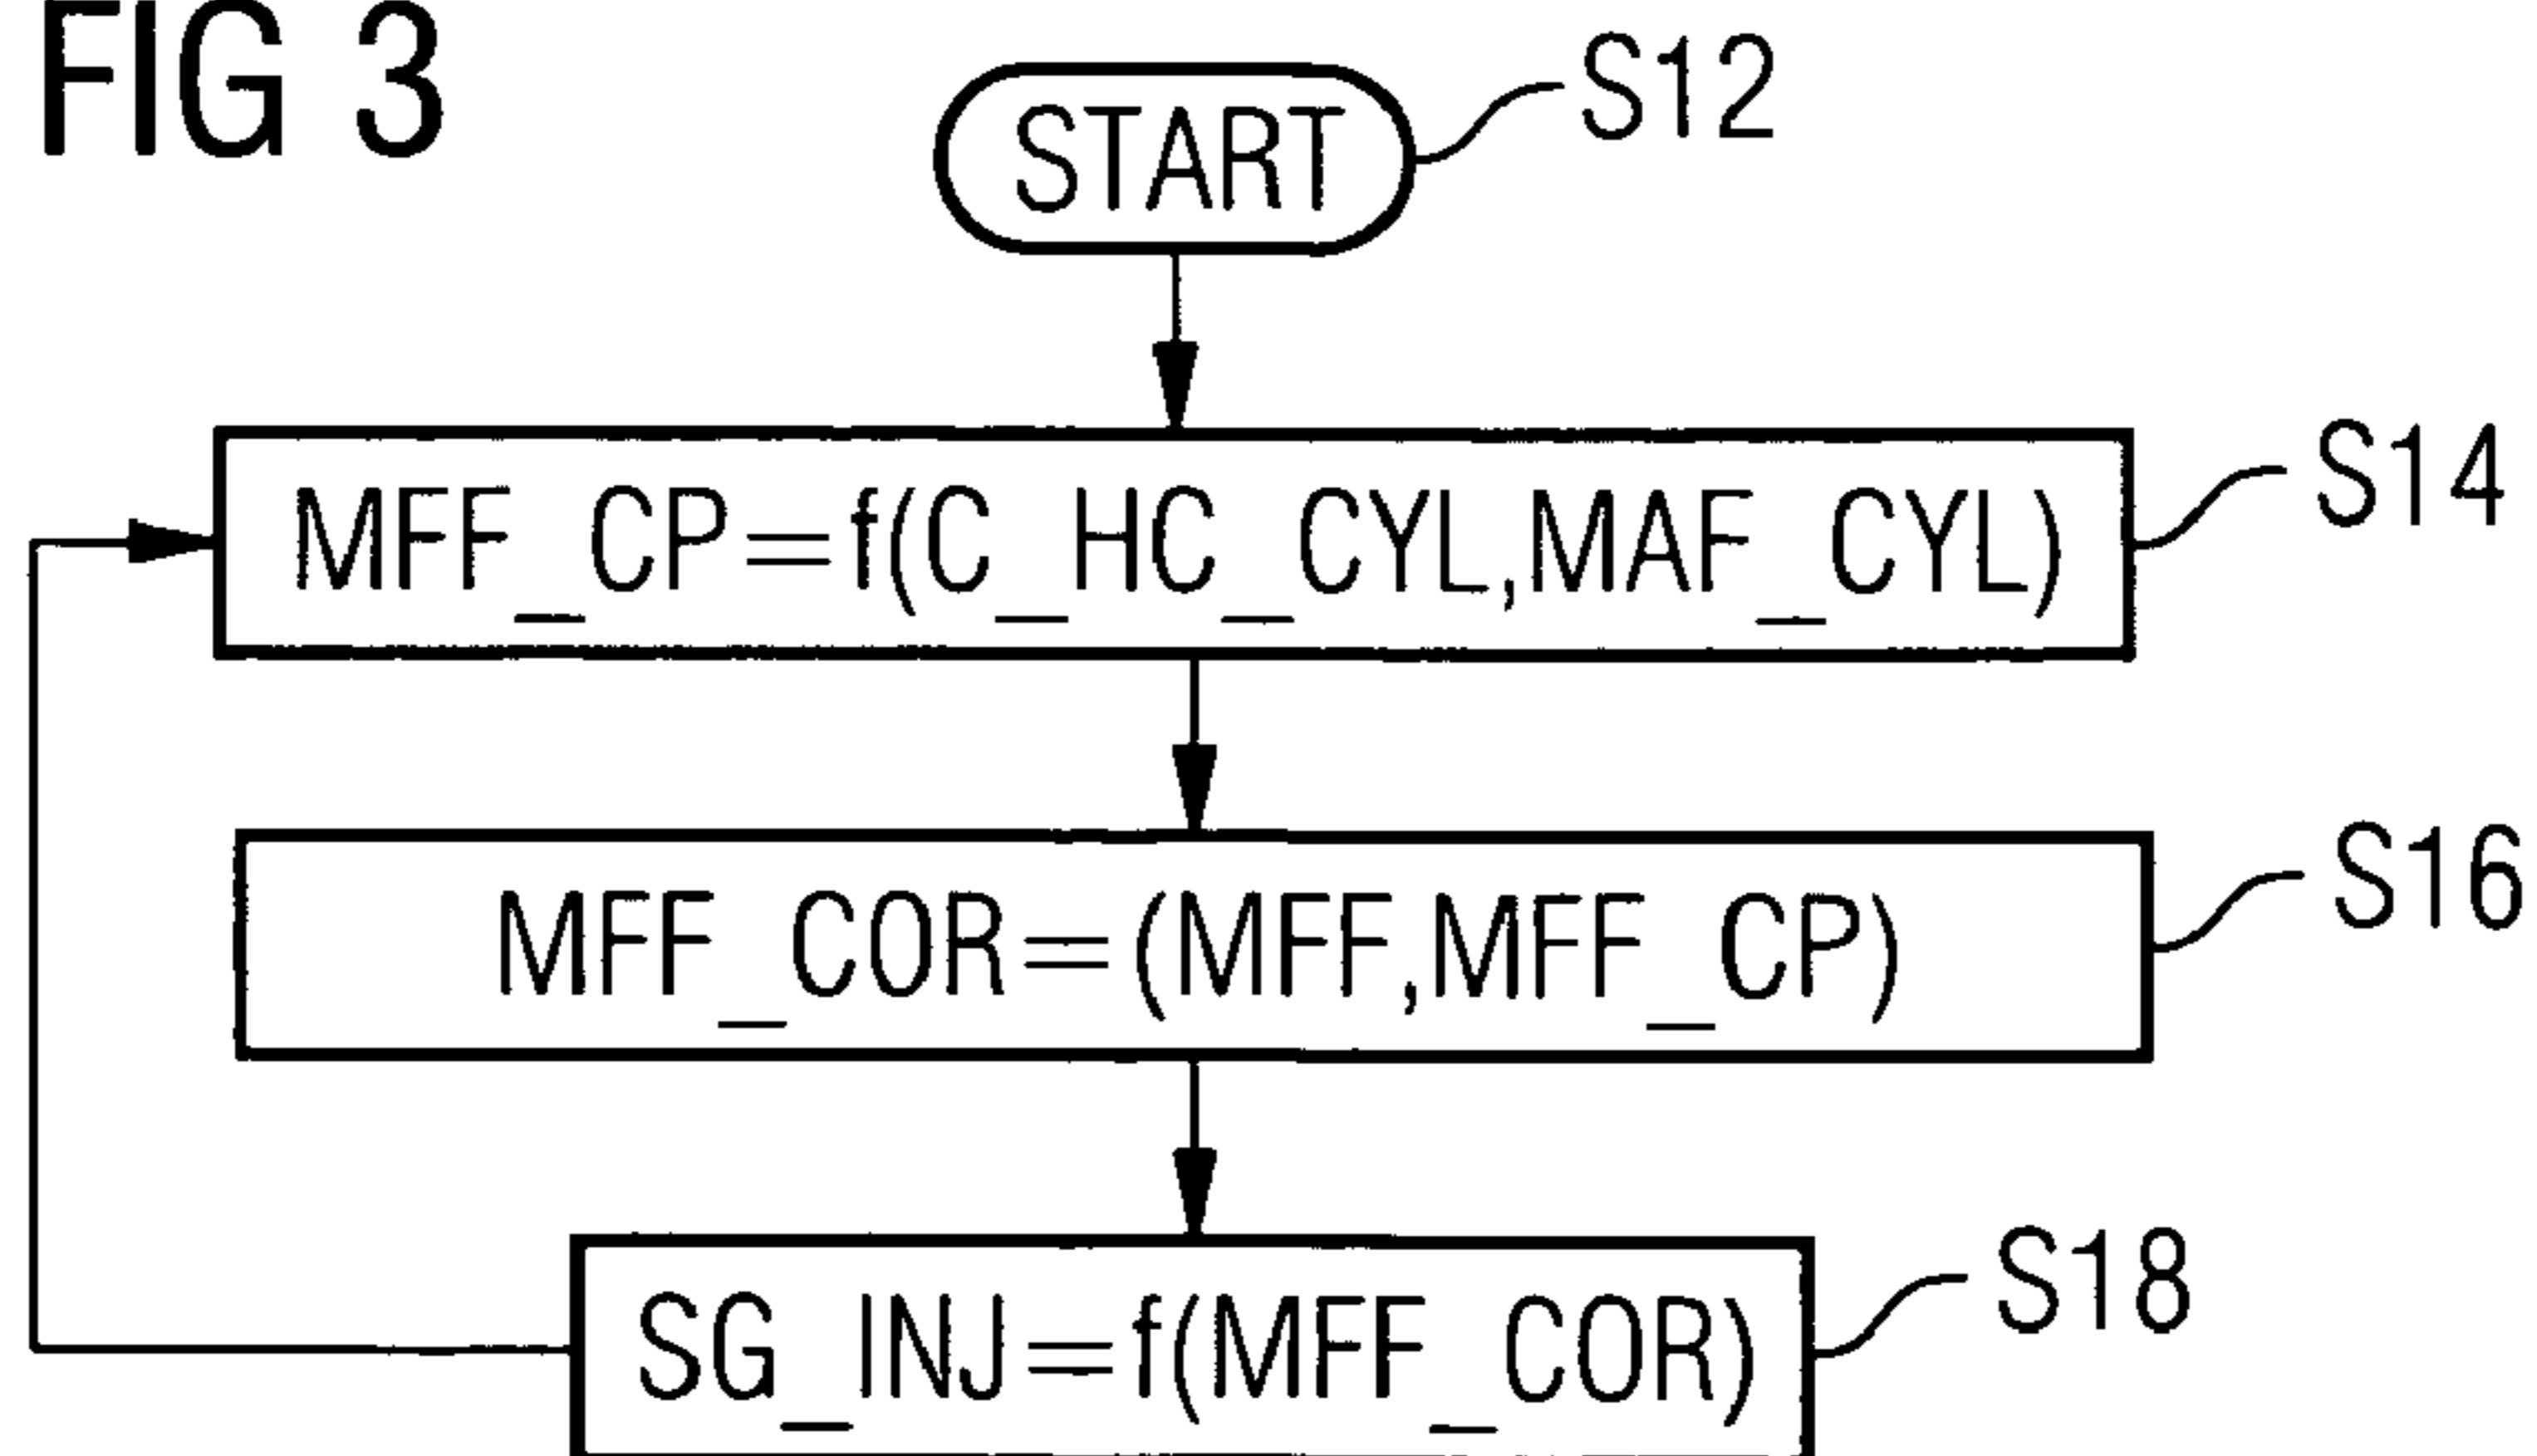 FIG 3
START
S12
MFF_CP=f(C_HC_CYL,MAF_CYL)
S14
MFF_COR=(MFF,MFF_CP)
S16
SG_INJ=f(MFF_COR)
S18